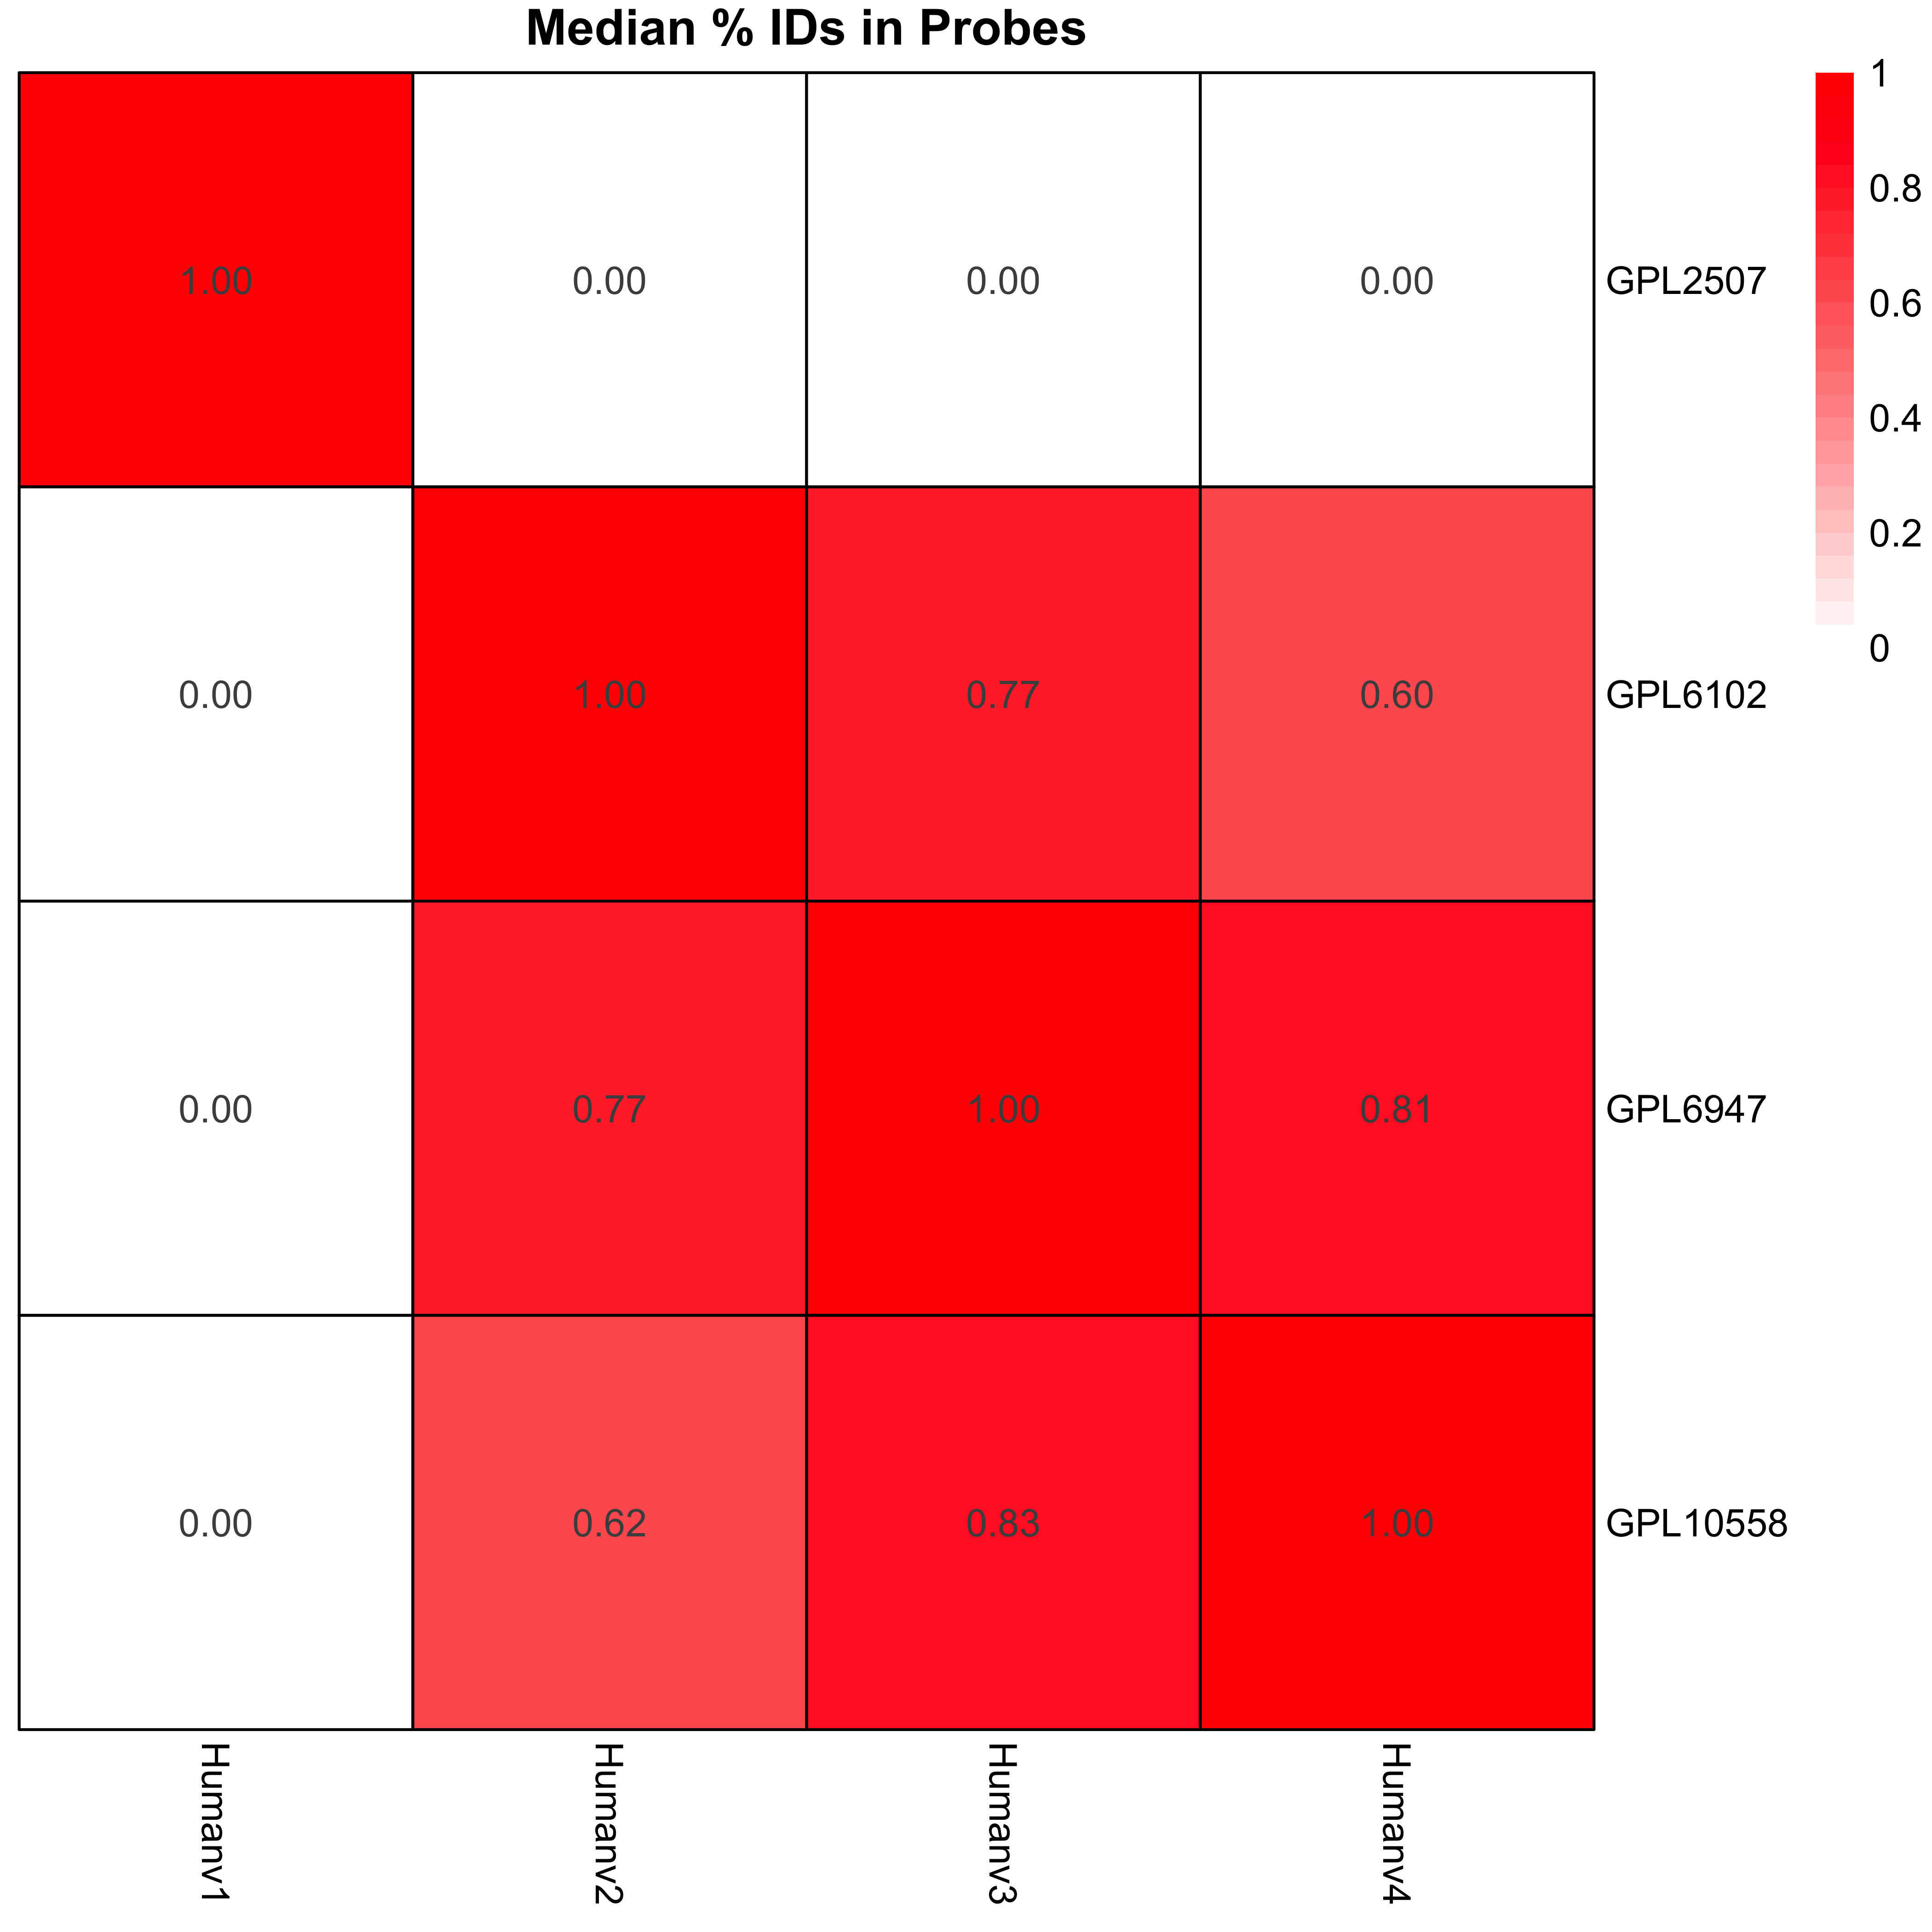 Median % IDs in Probes
1
0.8
0.6
0.4
0.2
0
1.00 0.00 0.00 0.00 GPL2507
0.00 1.00 0.77 0.60 GPL6102
0.00 0.77 1.00 0.81 GPL6947
0.00 0.62 0.83 1.00 GPL10558
Humanv1 Humanv2 Humanv3 Humanv4